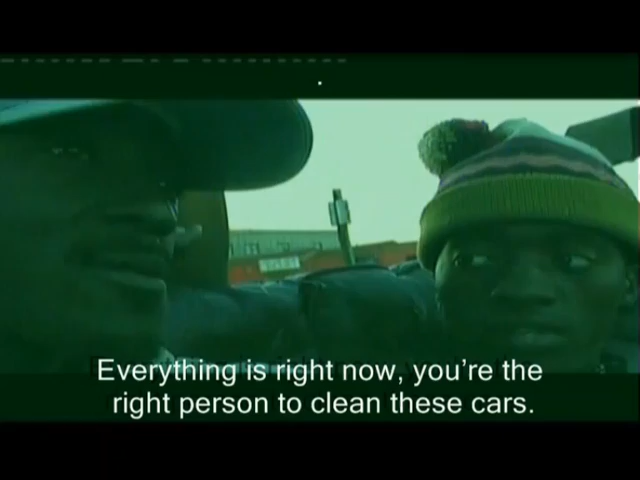 Everything is right now, you're the
right person to clean these cars.